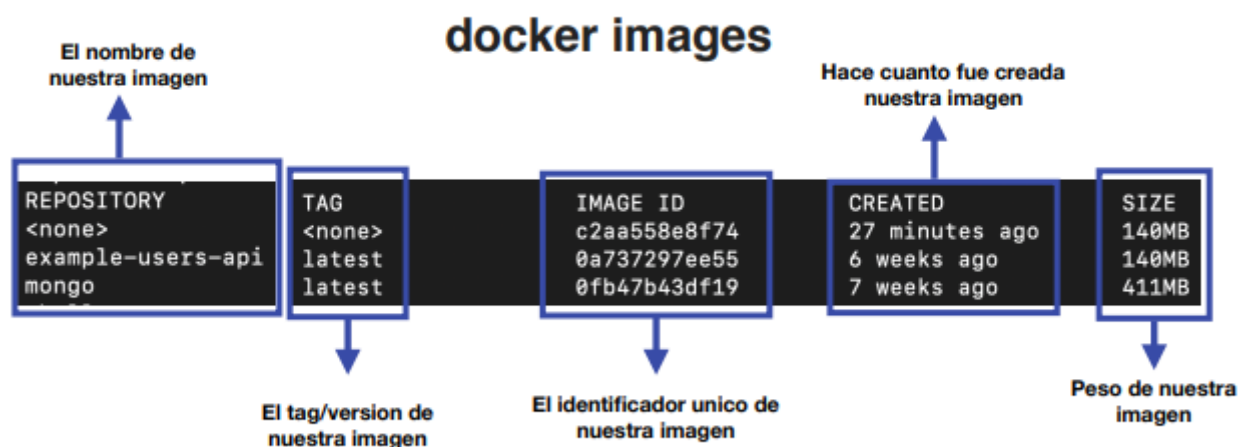 docker images
El nombre de
nuestra imagen
Hace cuanto fue creada
nuestra imagen
REPOSITORY TAG IMAGE ID CREATED SIZE
<none> <none> c2aa558e8f74 27 minutes ago 140MB
example-users-api latest 0a737297ee55 6 weeks ago 140MB
mongo latest 0fb47b43df19 7 weeks ago 411MB
El tag/version de
nuestra imagen
El identificador unico de
nuestra imagen
Peso de nuestra
imagen